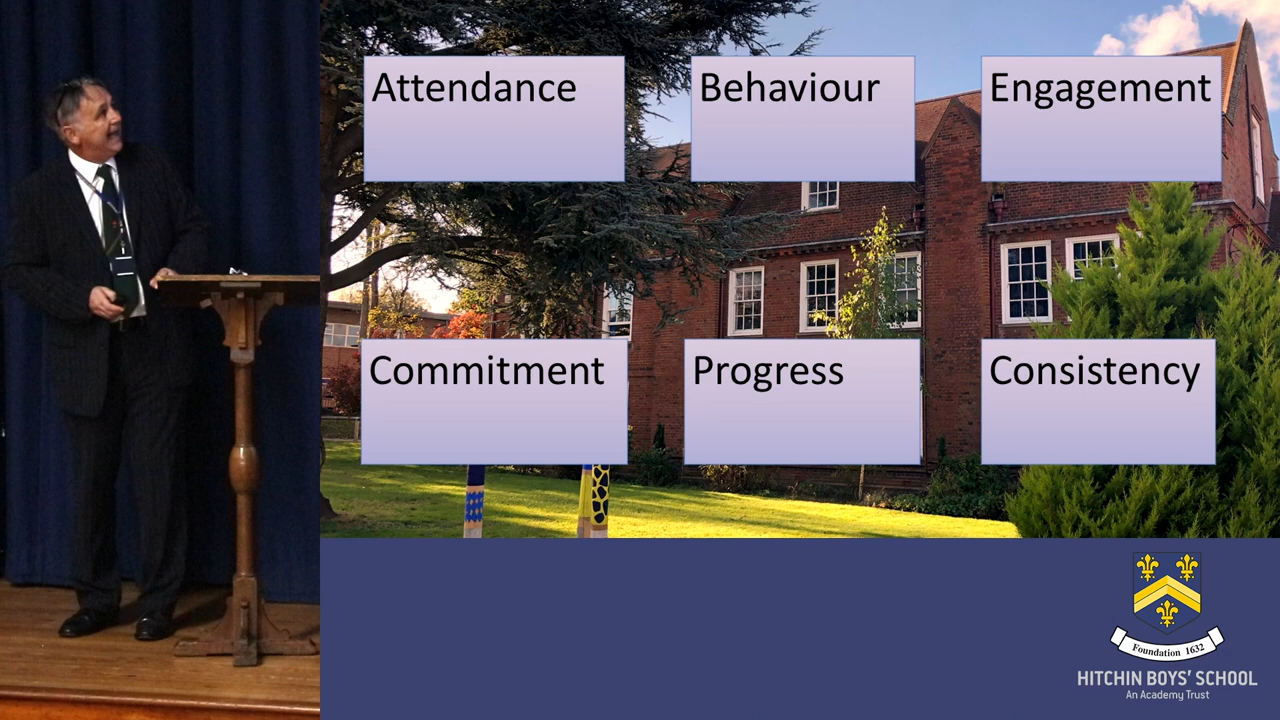 Attendance
Behaviour
Engagement
Commitment
Progress
Consistency
Foundation 1632
HITCHIN BOYS' SCHOOL
An Academy Trust